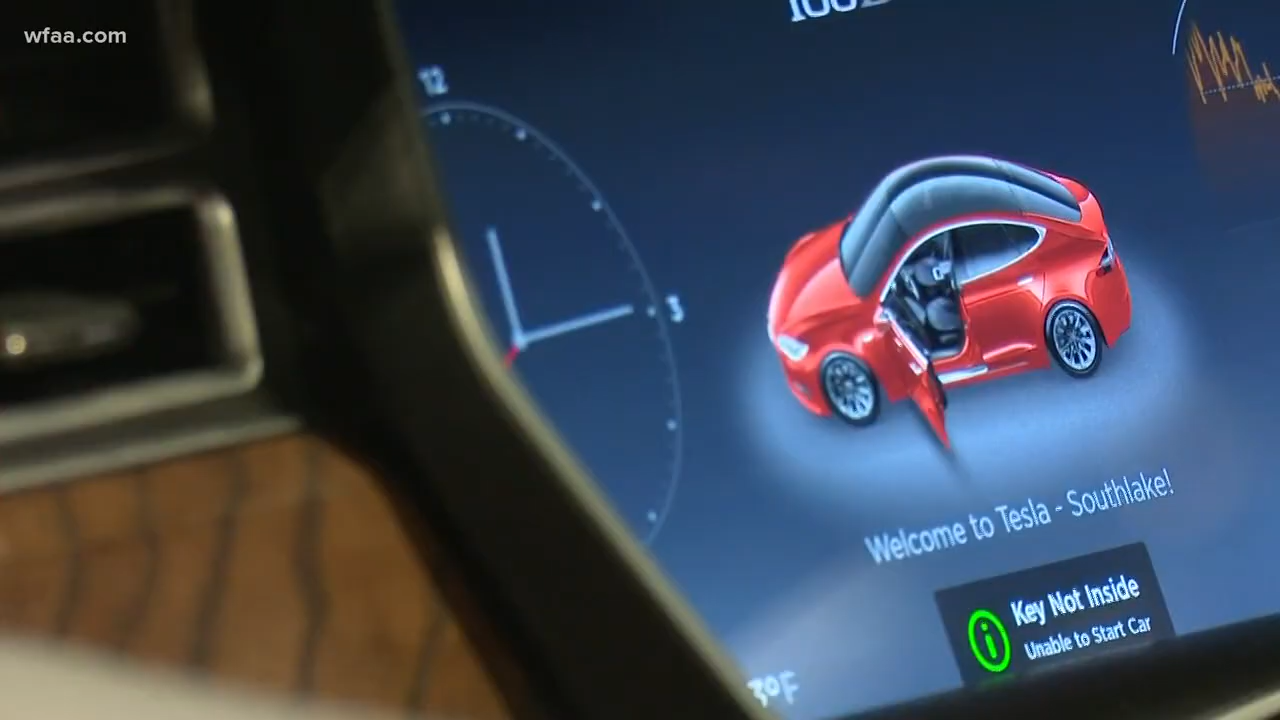 wfaa.com
12
3
Welcome to Tesla - Southlake!
Key Not Inside
Unable to Start Car